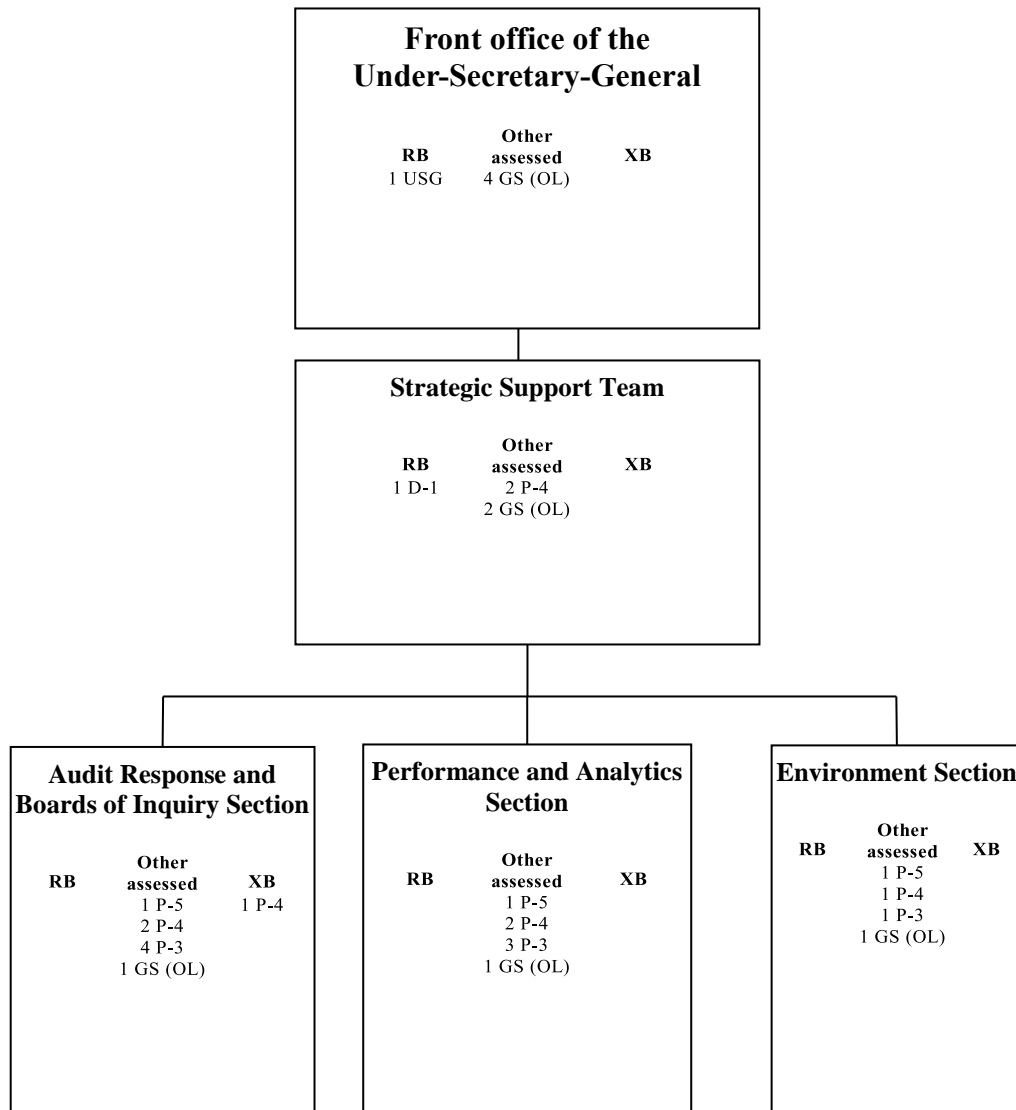 Front office of the
Under-Secretary-General
RB Other assessed XB
1 USG 4 GS (OL)
Strategic Support Team
RB Other assessed XB
1 D-1 2 P-4
2 GS (OL)
Audit Response and
Boards of Inquiry Section
RB Other assessed XB
1 P-5 1 P-4
2 P-4
4 P-3
1 GS (OL)
Performance and Analytics
Section
RB Other assessed XB
1 P-5
2 P-4
3 P-3
1 GS (OL)
Environment Section
RB Other assessed XB
1 P-5
1 P-4
1 P-3
1 GS (OL)